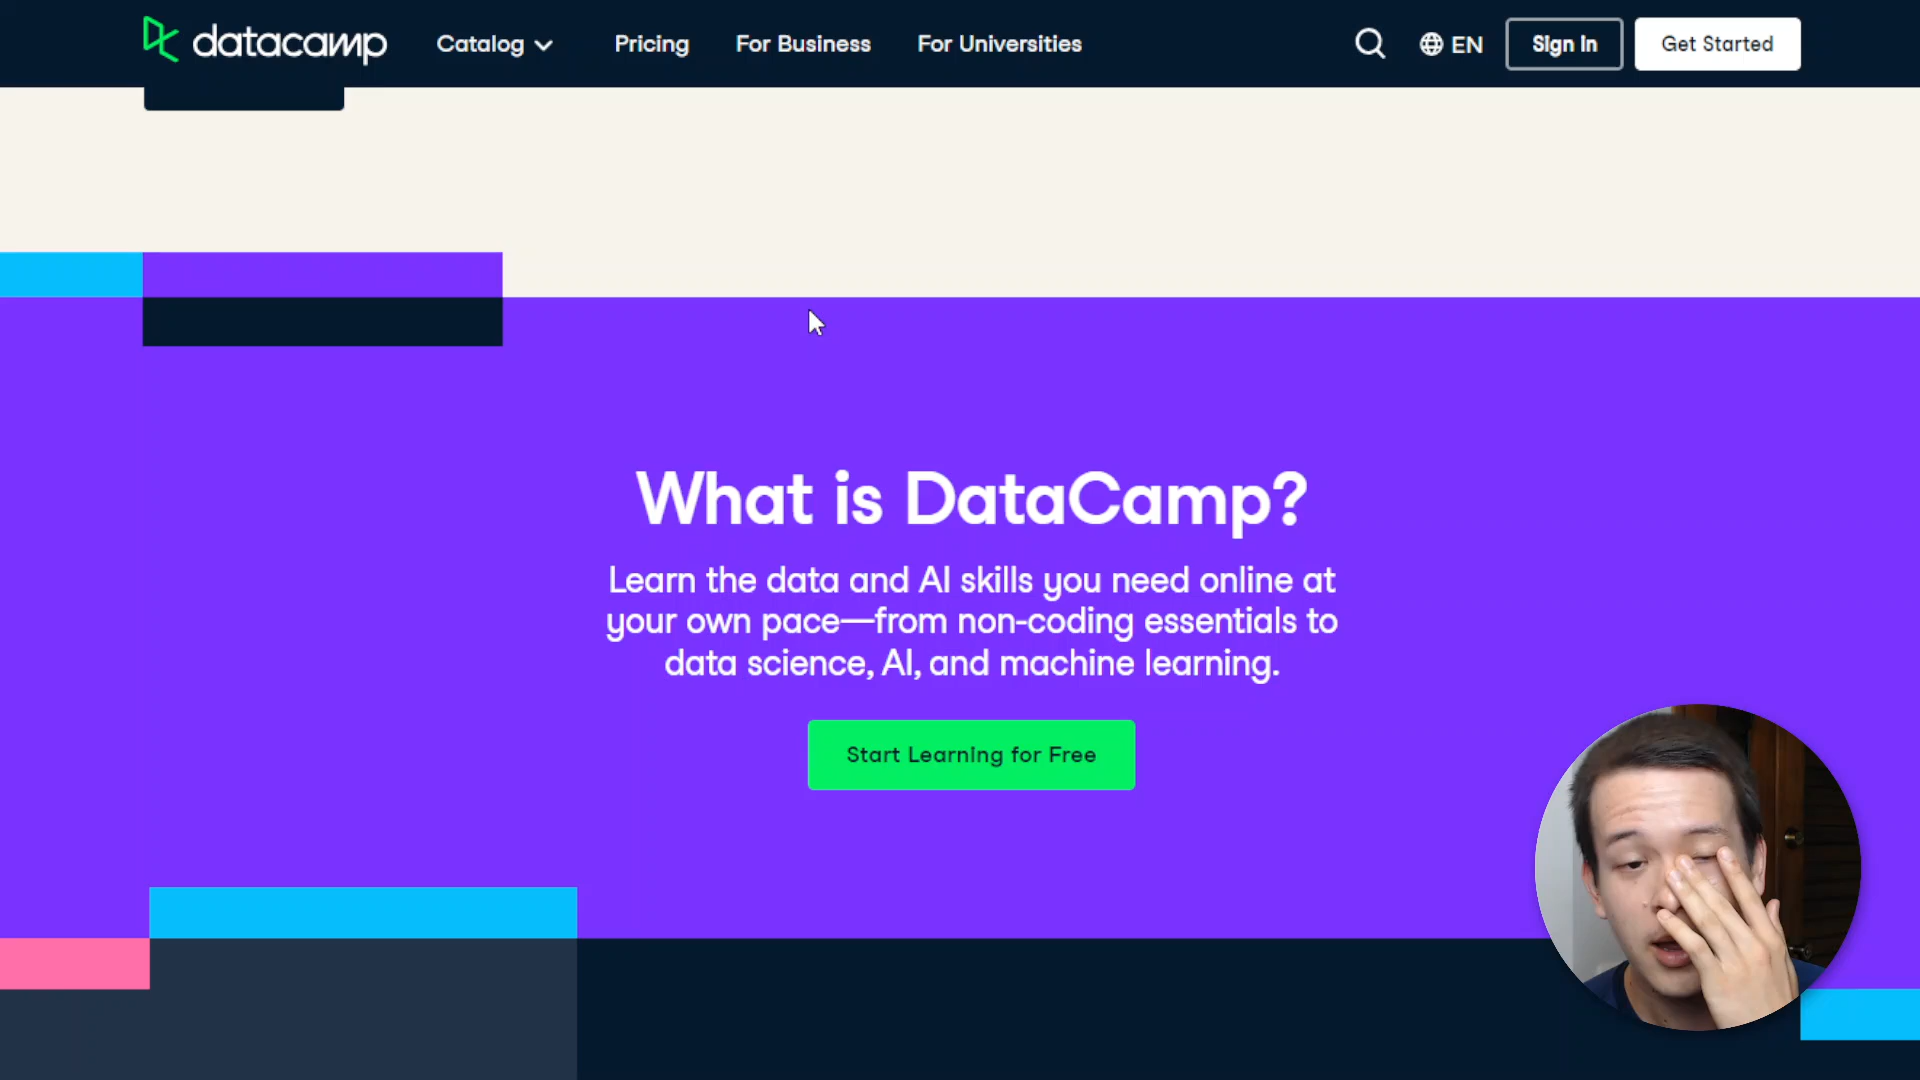 datacamp
Catalog
Pricing
For Business
For Universities
EN
Sign In
Get Started
What is DataCamp?
Learn the data and AI skills you need online at
your own pace—from non-coding essentials to
data science, AI, and machine learning.
Start Learning for Free